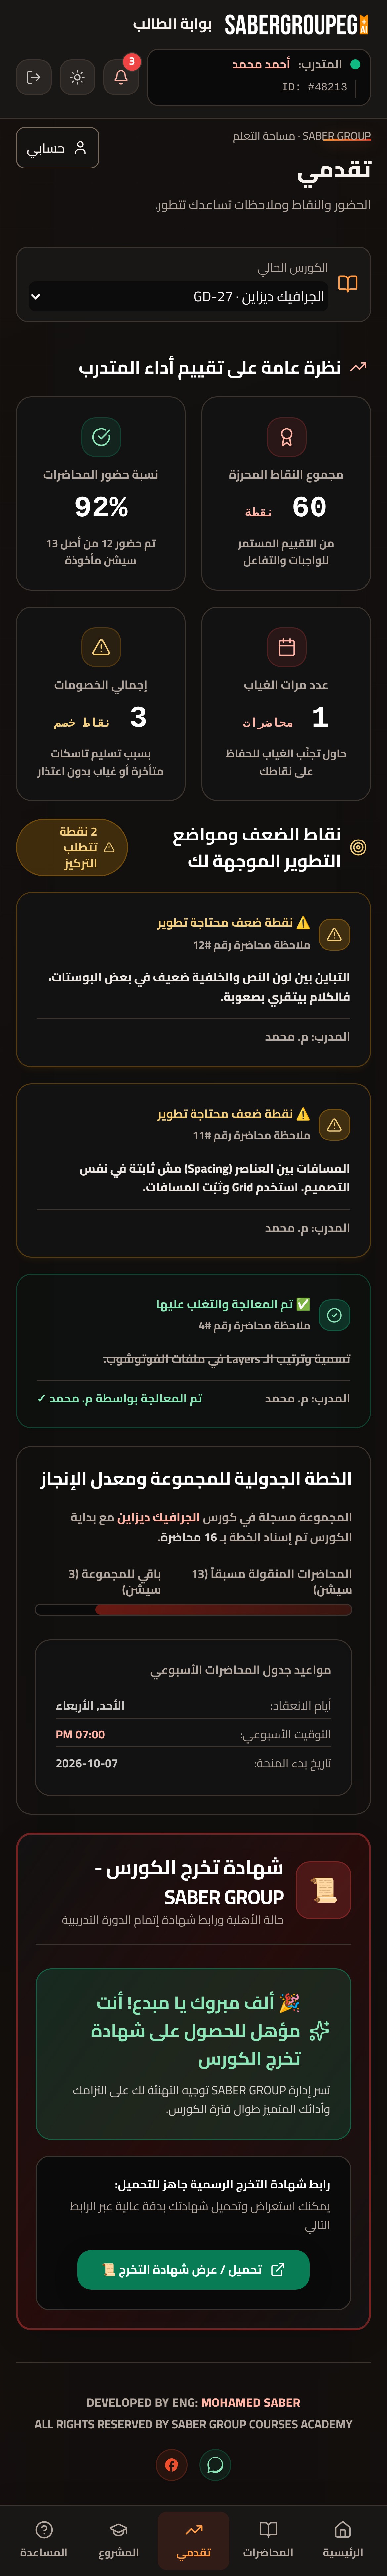 SABERGROUPEG
بوابة الطالب
المتدرب: أحمد محمد
ID: #48213
3
SABER GROUP · مساحة التعلم
تقدمي
حسابي
الحضور والنقاط وملاحظات تساعدك تتطور.
الكورس الحالي
الجرافيك ديزاين · GD-27
نظرة عامة على تقييم أداء المتدرب
مجموع النقاط المحرزة
60 نقطة
من التقييم المستمر
للواجبات والتفاعل
نسبة حضور المحاضرات
92%
تم حضور 12 من أصل 13
سيشن مأخوذة
عدد مرات الغياب
1 محاضرات
حاول تجنّب الغياب للحفاظ
على نقاطك
إجمالي الخصومات
3 نقاط خصم
بسبب تسليم تاسكات
متأخرة أو غياب بدون اعتذار
نقاط الضعف ومواضع
التطوير الموجهة لك
2 نقطة
تتطلب
التركيز
⚠️ نقطة ضعف محتاجة تطوير
ملاحظة محاضرة رقم #12
التباين بين لون النص والخلفية ضعيف في بعض البوستات،
فالكلام بيتقري بصعوبة.
المدرب: م. محمد
⚠️ نقطة ضعف محتاجة تطوير
ملاحظة محاضرة رقم #11
المسافات بين العناصر (Spacing) مش ثابتة في نفس
التصميم. استخدم Grid وثبّت المسافات.
المدرب: م. محمد
✅ تم المعالجة والتغلب عليها
ملاحظة محاضرة رقم #4
تسمية وترتيب الـ Layers في ملفات الفوتوشوب.
المدرب: م. محمد
تم المعالجة بواسطة م. محمد ✓
الخطة الجدولية للمجموعة ومعدل الإنجاز
المجموعة مسجلة في كورس الجرافيك ديزاين مع بداية
الكورس تم إسناد الخطة بـ 16 محاضرة.
المحاضرات المنقولة مسبقاً (13
سيشن)
باقي للمجموعة (3
سيشن)
مواعيد جدول المحاضرات الأسبوعي
أيام الانعقاد: الأحد, الأربعاء
التوقيت الأسبوعي: 07:00 PM
تاريخ بدء المنحة: 2026-10-07
شهادة تخرج الكورس -
SABER GROUP
حالة الأهلية ورابط شهادة إتمام الدورة التدريبية
🎉 ألف مبروك يا مبدع! أنت
مؤهل للحصول على شهادة
تخرج الكورس
تسر إدارة SABER GROUP توجيه التهنئة لك على التزامك
وأدائك المتميز طوال فترة الكورس.
رابط شهادة التخرج الرسمية جاهز للتحميل:
يمكنك استعراض وتحميل شهادتك بدقة عالية عبر الرابط
التالي
تحميل / عرض شهادة التخرج 📜
DEVELOPED BY ENG: MOHAMED SABER
ALL RIGHTS RESERVED BY SABER GROUP COURSES ACADEMY
الرئيسية
المحاضرات
تقدمي
المشروع
المساعدة